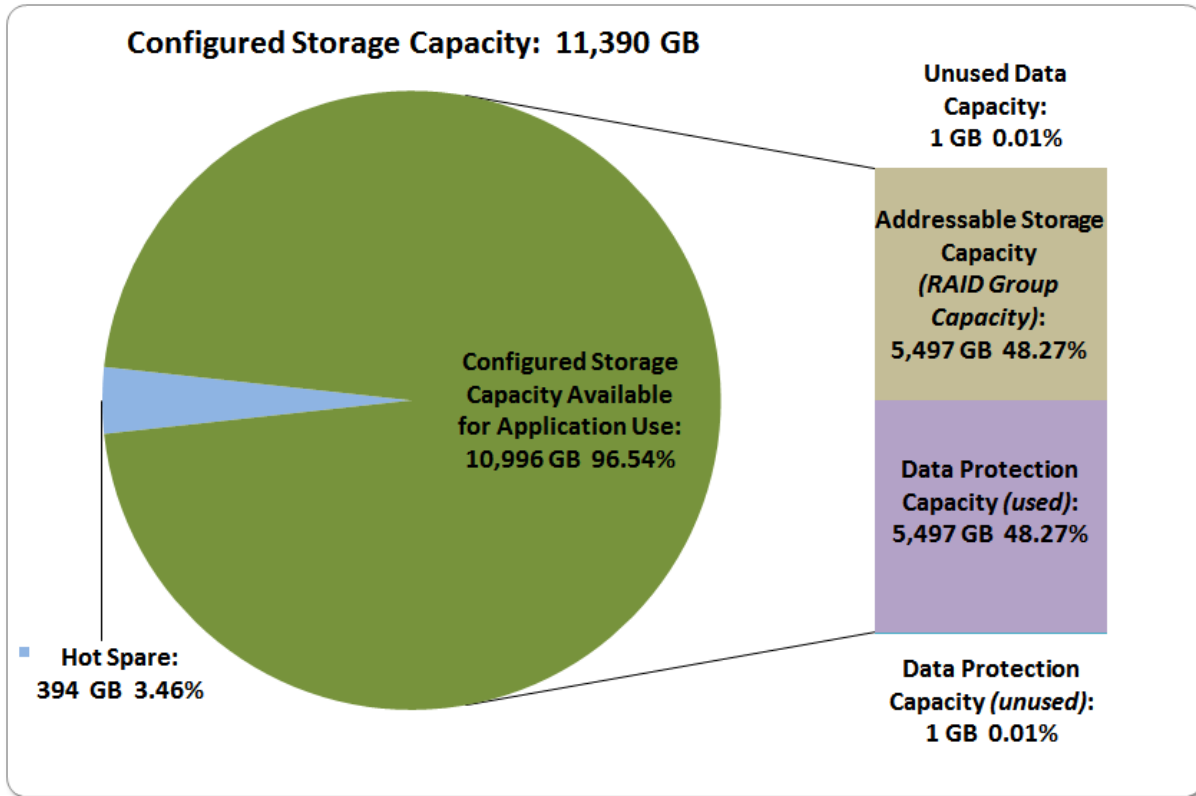 Configured Storage Capacity: 11,390 GB
Unused Data
Capacity:
1 GB 0.01%
Addressable Storage
Capacity
(RAID Group
Capacity):
5,497 GB 48.27%
Configured Storage
Capacity Available
for Application Use:
10,996 GB 96.54%
Data Protection
Capacity (used):
5,497 GB 48.27%
Hot Spare:
394 GB 3.46%
Data Protection
Capacity (unused):
1 GB 0.01%